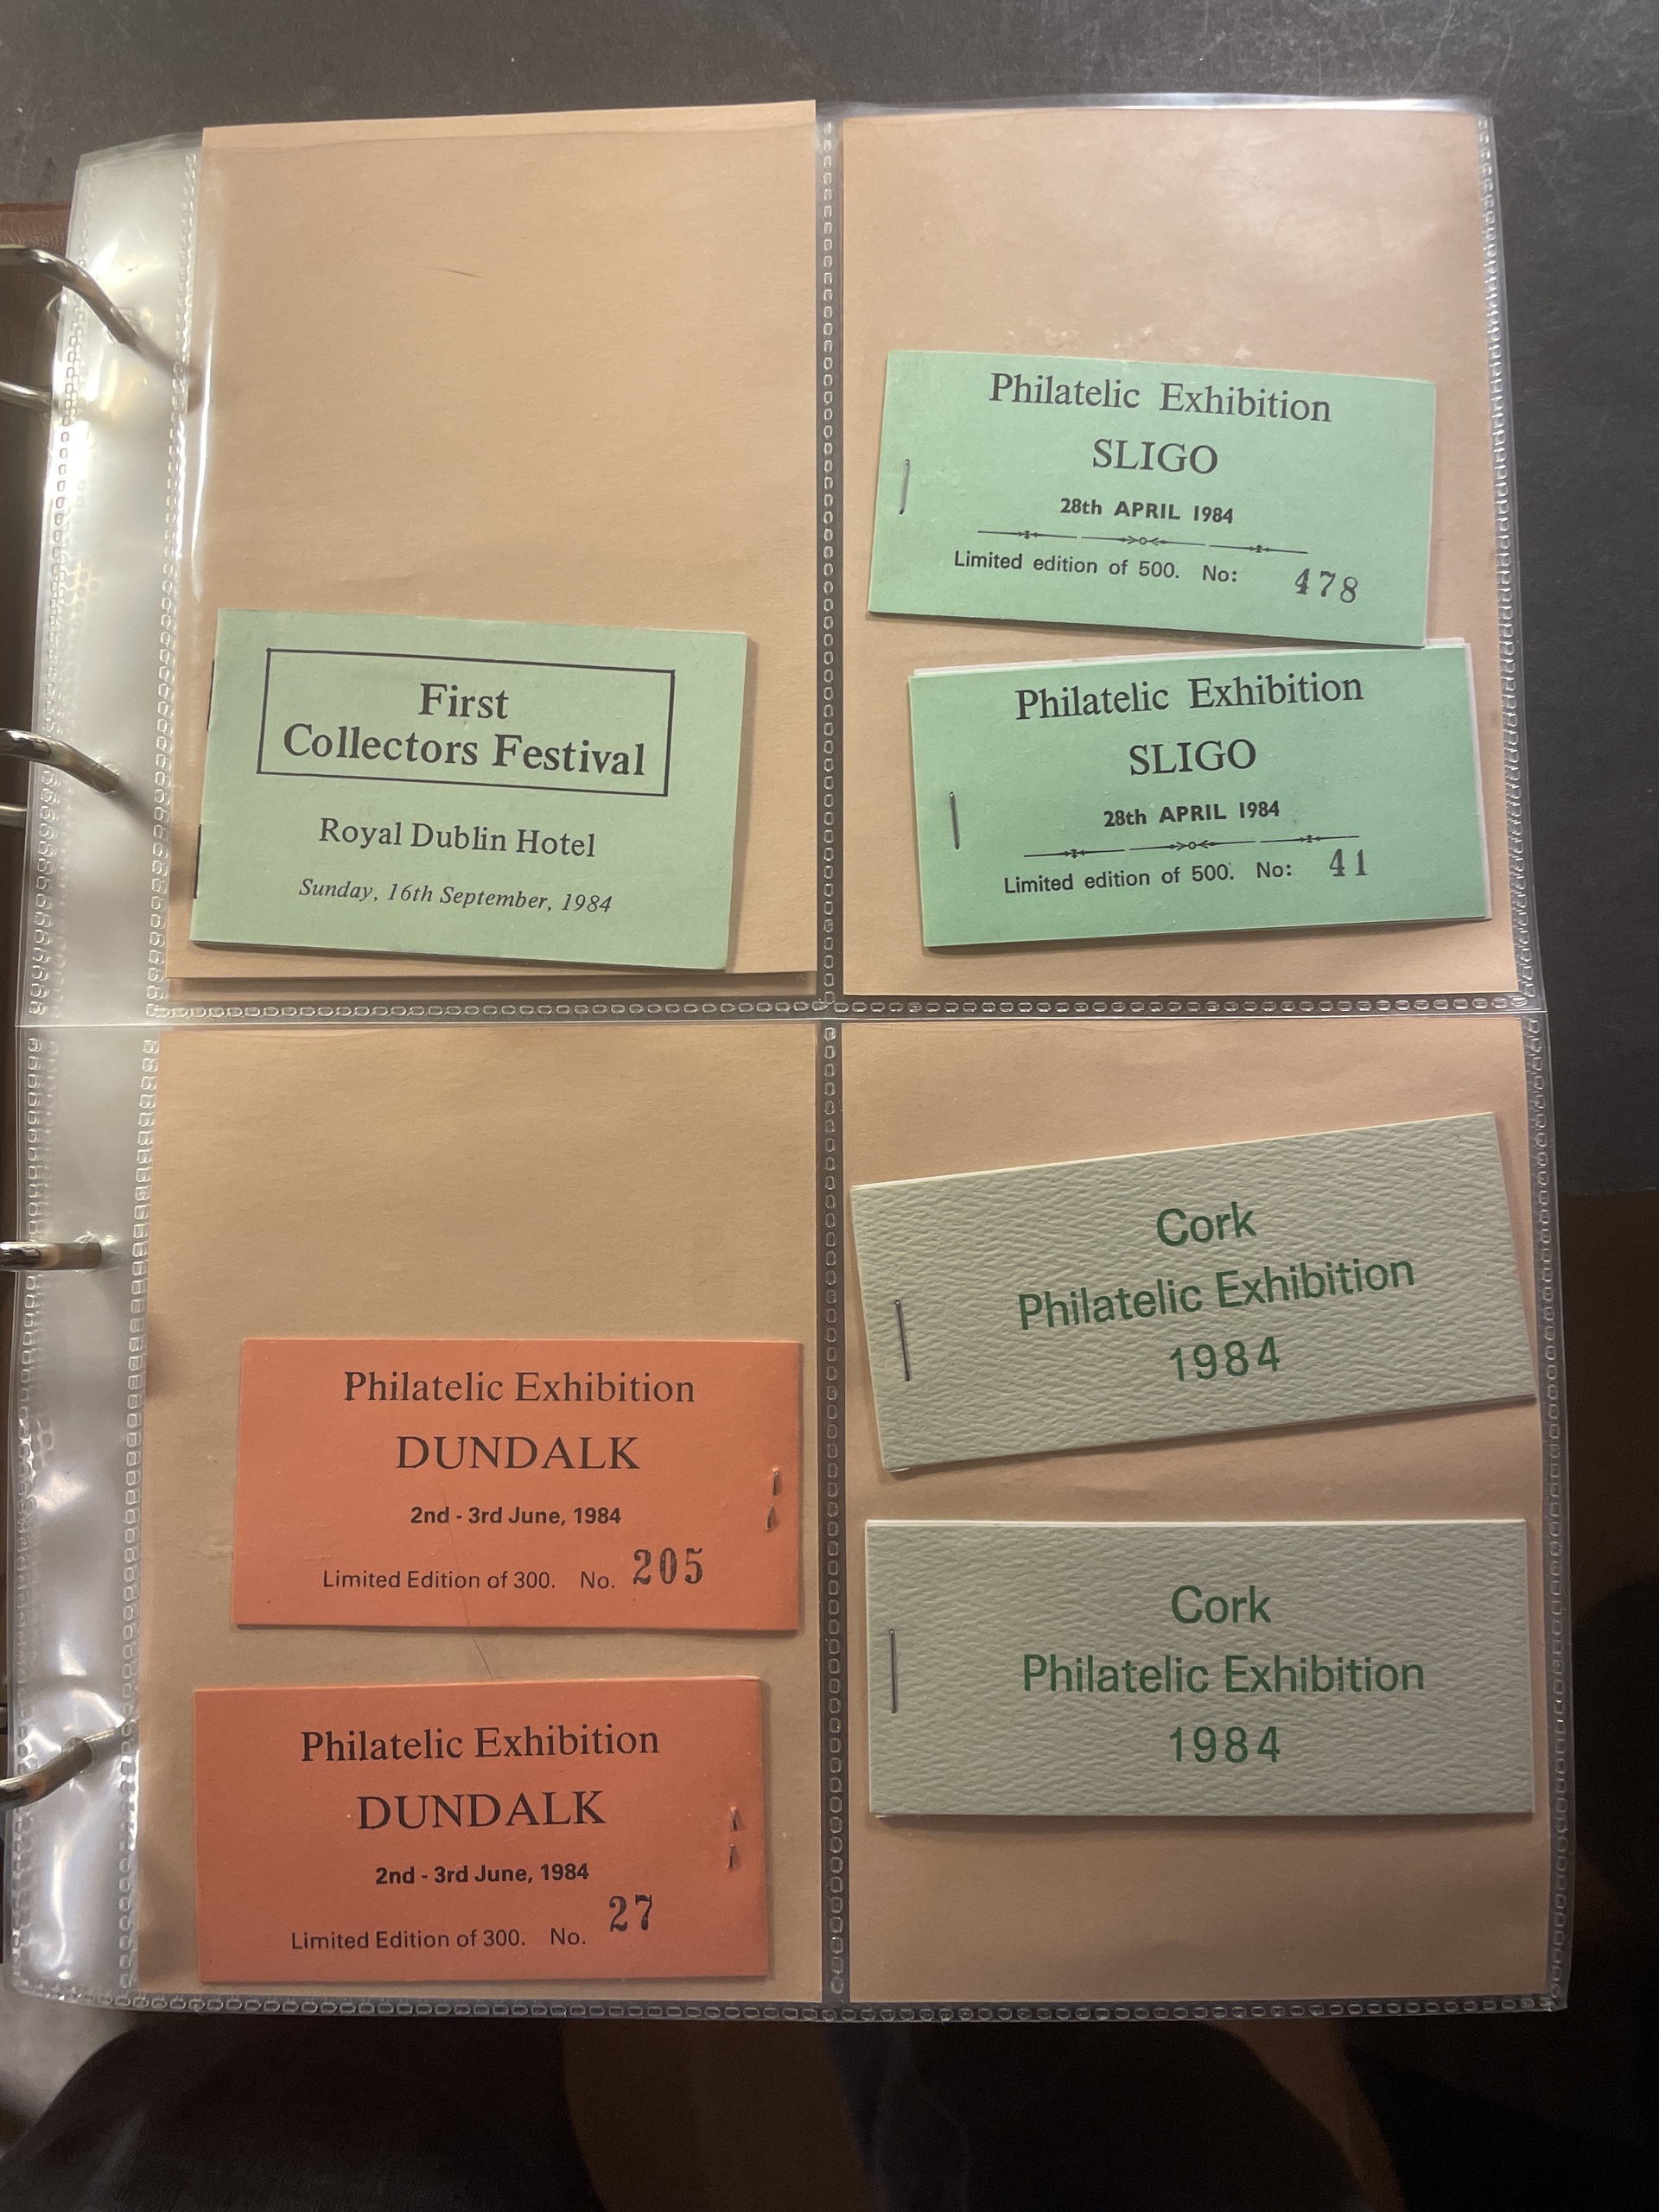 First
Collectors Festival
Royal Dublin Hotel
Sunday, 16th September, 1984
Philatelic Exhibition
SLIGO
28th APRIL 1984
Limited edition of 500. No: 478
Philatelic Exhibition
SLIGO
28th APRIL 1984
Limited edition of 500. No: 41
Philatelic Exhibition
DUNDALK
2nd - 3rd June, 1984
Limited Edition of 300. No. 205
Philatelic Exhibition
DUNDALK
2nd - 3rd June, 1984
Limited Edition of 300. No. 27
Cork
Philatelic Exhibition
1984
Cork
Philatelic Exhibition
1984